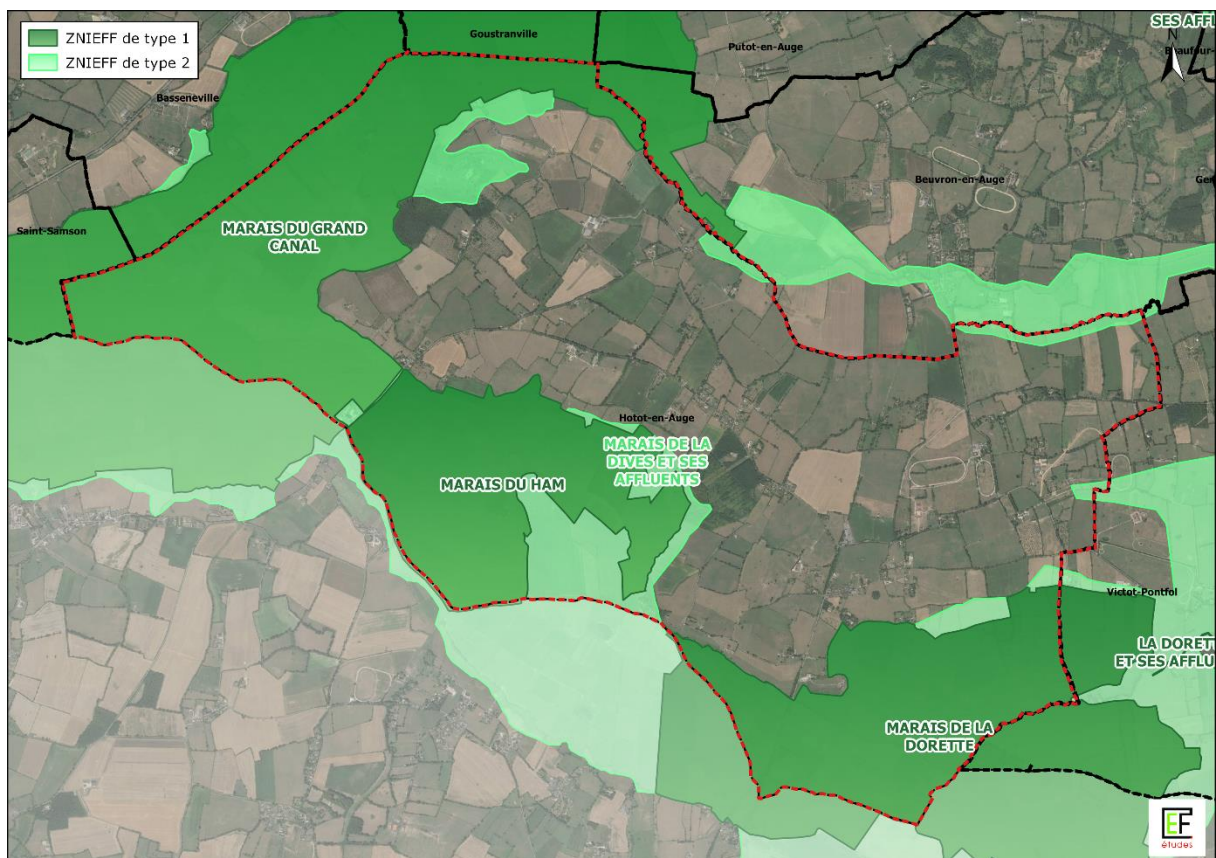 ZNIEFF de type 1
ZNIEFF de type 2
Goustranville
Putot-en-Auge
SES AFFL
N
Basseneville
Beuvron-en-Auge
Saint-Samson
MARAIS DU GRAND
CANAL
Hotot-en-Auge
MARAIS DE LA
DIVES ET SES
AFFLUENTS
MARAIS DU HAM
Victot-Pontfol
LA DORETT
ET SES AFFLU
MARAIS DE LA
DORETTE
EF
études